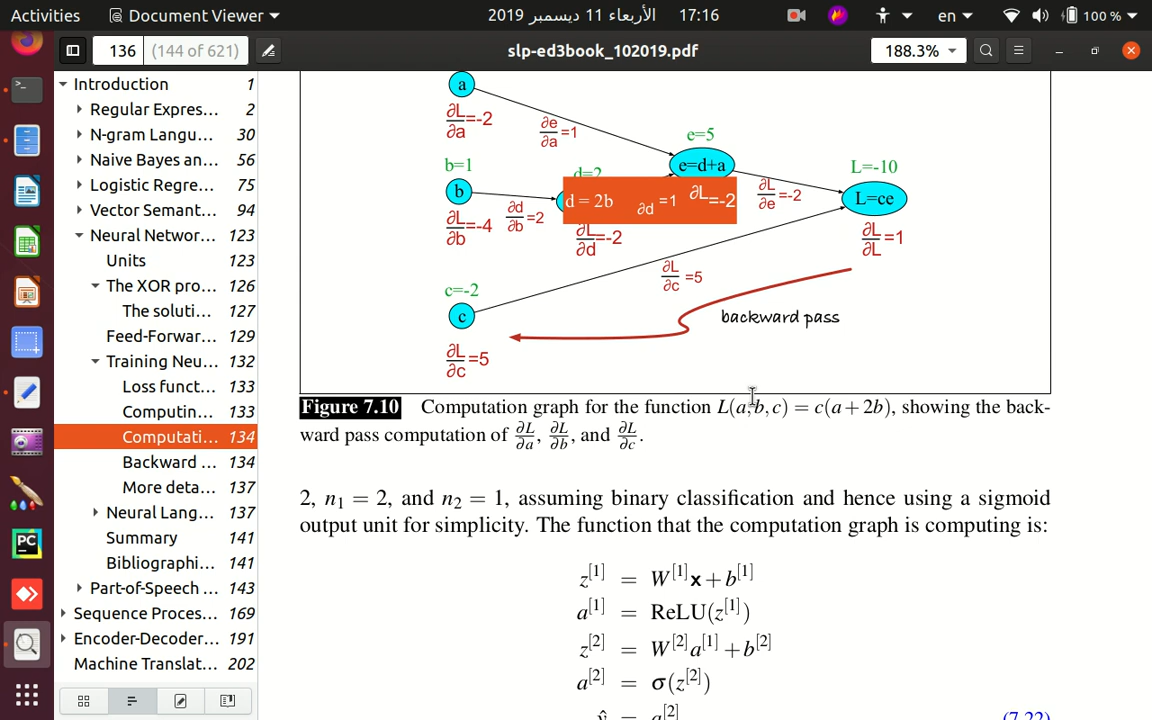 Activities
Document Viewer
2019 الأربعاء 11 ديسمبر 17:16
en
100 %
136
(144 of 621)
slp-ed3book_102019.pdf
188.3%
Introduction 1
Regular Expres... 2
N-gram Langu... 30
Naive Bayes an... 56
Logistic Regre... 75
Vector Semant... 94
Neural Networ... 123
Units 123
The XOR pro... 126
The soluti... 127
Feed-Forwar... 129
Training Neu... 132
Loss funct... 133
Computin... 133
Computati... 134
Backward ... 134
More deta... 137
Neural Lang... 137
Summary 141
Bibliographi... 141
Part-of-Speech ... 143
Sequence Proces... 169
Encoder-Decoder... 191
Machine Translat... 202
PC
a
∂L/∂a=-2
∂e/∂a=1
e=5
e=d+a
b=1
b
∂L/∂b=-4
∂d/∂b=2
d=2
d = 2b
∂d =1
∂L=-2
∂L/∂d=-2
∂L/∂e=-2
L=-10
L=ce
∂L/∂L=1
∂L/∂c=5
c=-2
c
∂L/∂c=5
backward pass
Figure 7.10 Computation graph for the function L(a,b,c) = c(a+2b), showing the back-
ward pass computation of ∂L/∂a, ∂L/∂b, and ∂L/∂c.
2, n₁ = 2, and n₂ = 1, assuming binary classification and hence using a sigmoid
output unit for simplicity. The function that the computation graph is computing is:
z[1] = W[1]x+b[1]
a[1] = ReLU(z[1])
z[2] = W[2]a[1]+b[2]
a[2] = σ(z[2])
ŷ = a[2] (7.22)